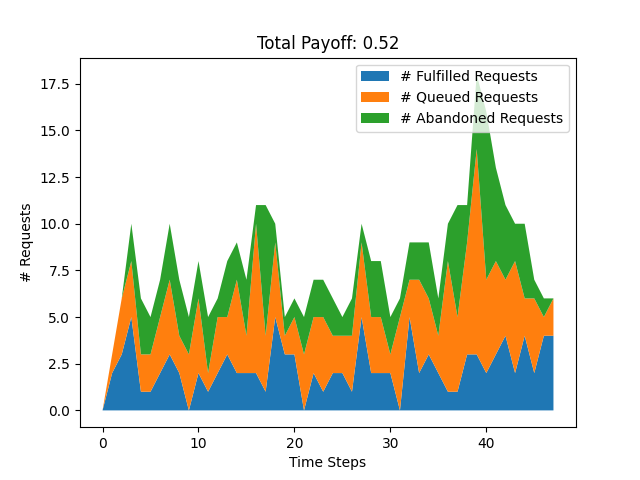 Total Payoff: 0.52
# Fulfilled Requests
# Queued Requests
# Abandoned Requests
17.5
15.0
12.5
10.0
7.5
5.0
2.5
0.0
# Requests
0 10 20 30 40
Time Steps